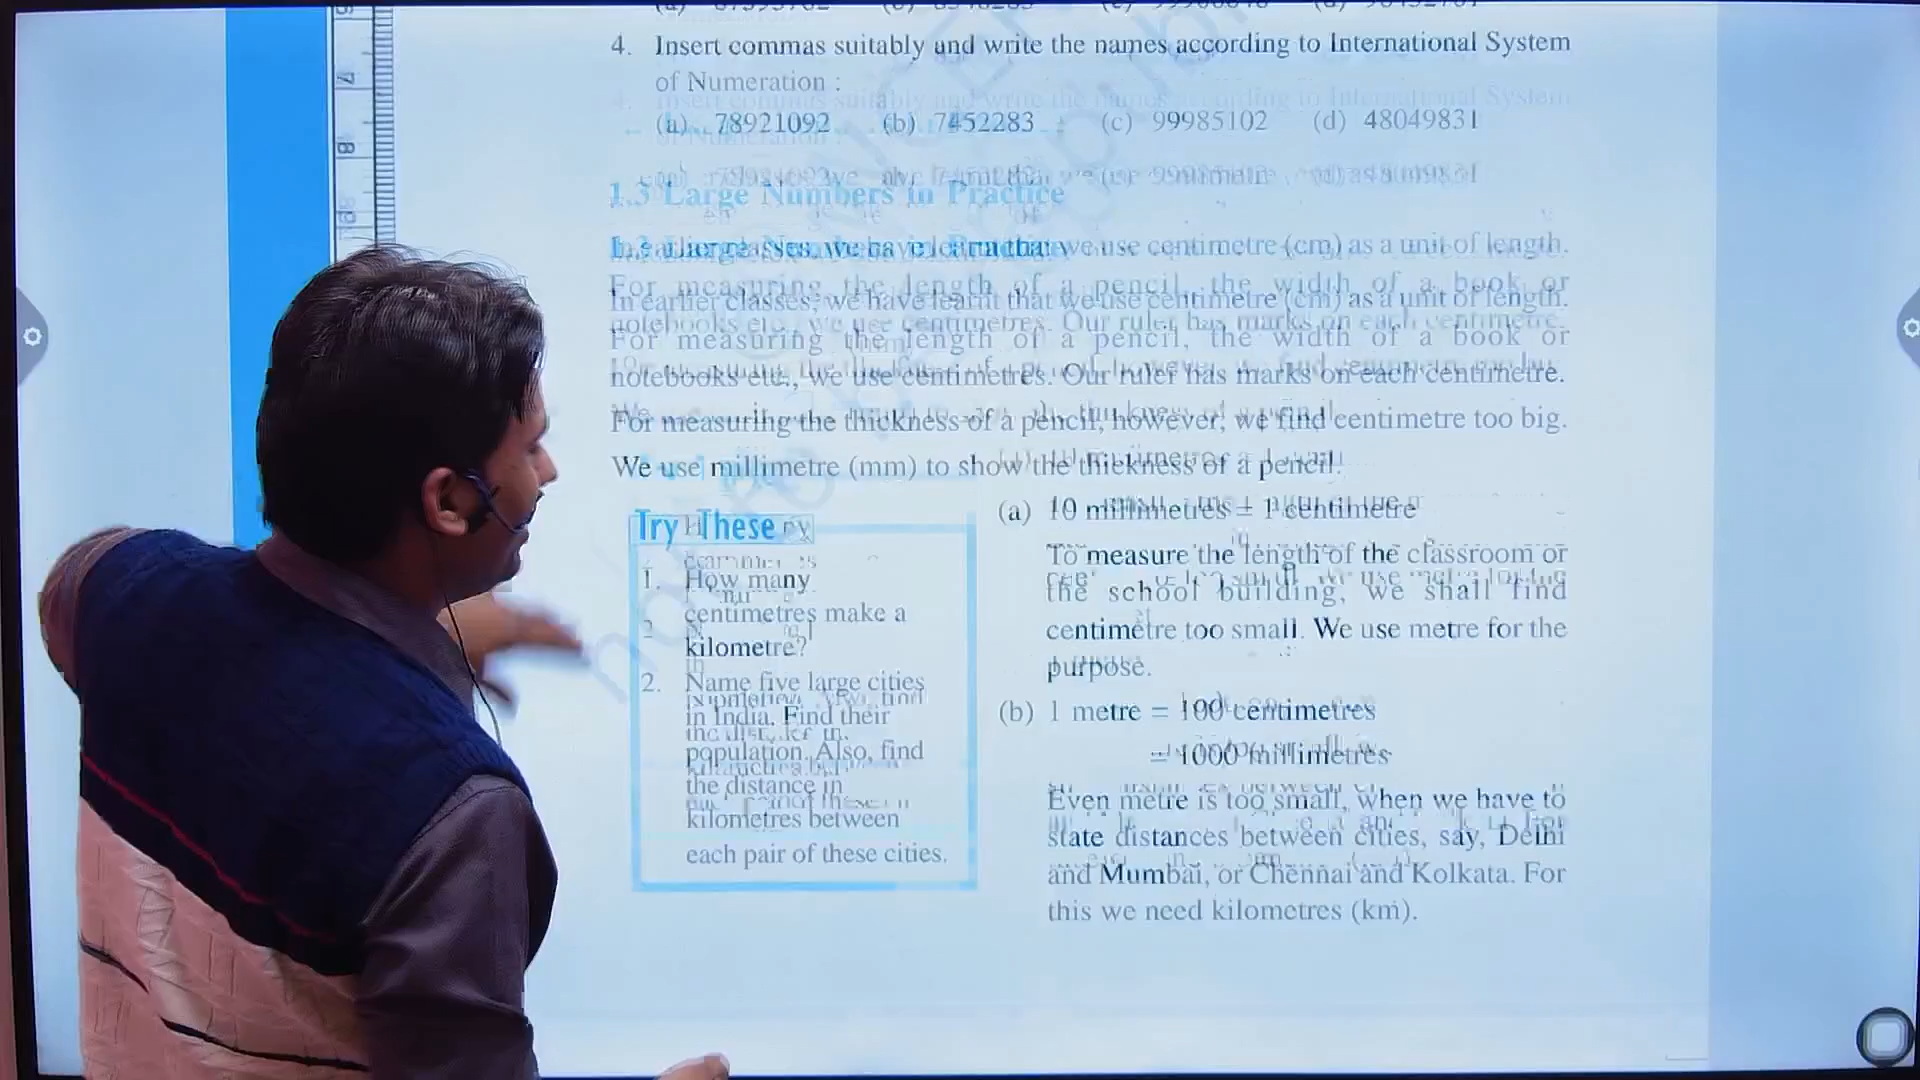 4. Insert commas suitably and write the names according to International System
of Numeration :
(a) 78921092 (b) 7452283 (c) 99985102 (d) 48049831
1.3 Large Numbers in Practice
In earlier classes, we have learnt that we use centimetre (cm) as a unit of length.
For measuring the length of a pencil, the width of a book or
notebooks etc., we use centimetres. Our ruler has marks on each centimetre.
For measuring the thickness of a pencil, however, we find centimetre too big.
We use millimetre (mm) to show the thickness of a pencil.
Try These
1. How many
centimetres make a
kilometre?
2. Name five large cities
in India. Find their
population. Also, find
the distance in
kilometres between
each pair of these cities.
(a) 10 millimetres = 1 centimetre
To measure the length of the classroom or
the school building, we shall find
centimetre too small. We use metre for the
purpose.
(b) 1 metre = 100 centimetres
= 1000 millimetres
Even metre is too small, when we have to
state distances between cities, say, Delhi
and Mumbai, or Chennai and Kolkata. For
this we need kilometres (km).